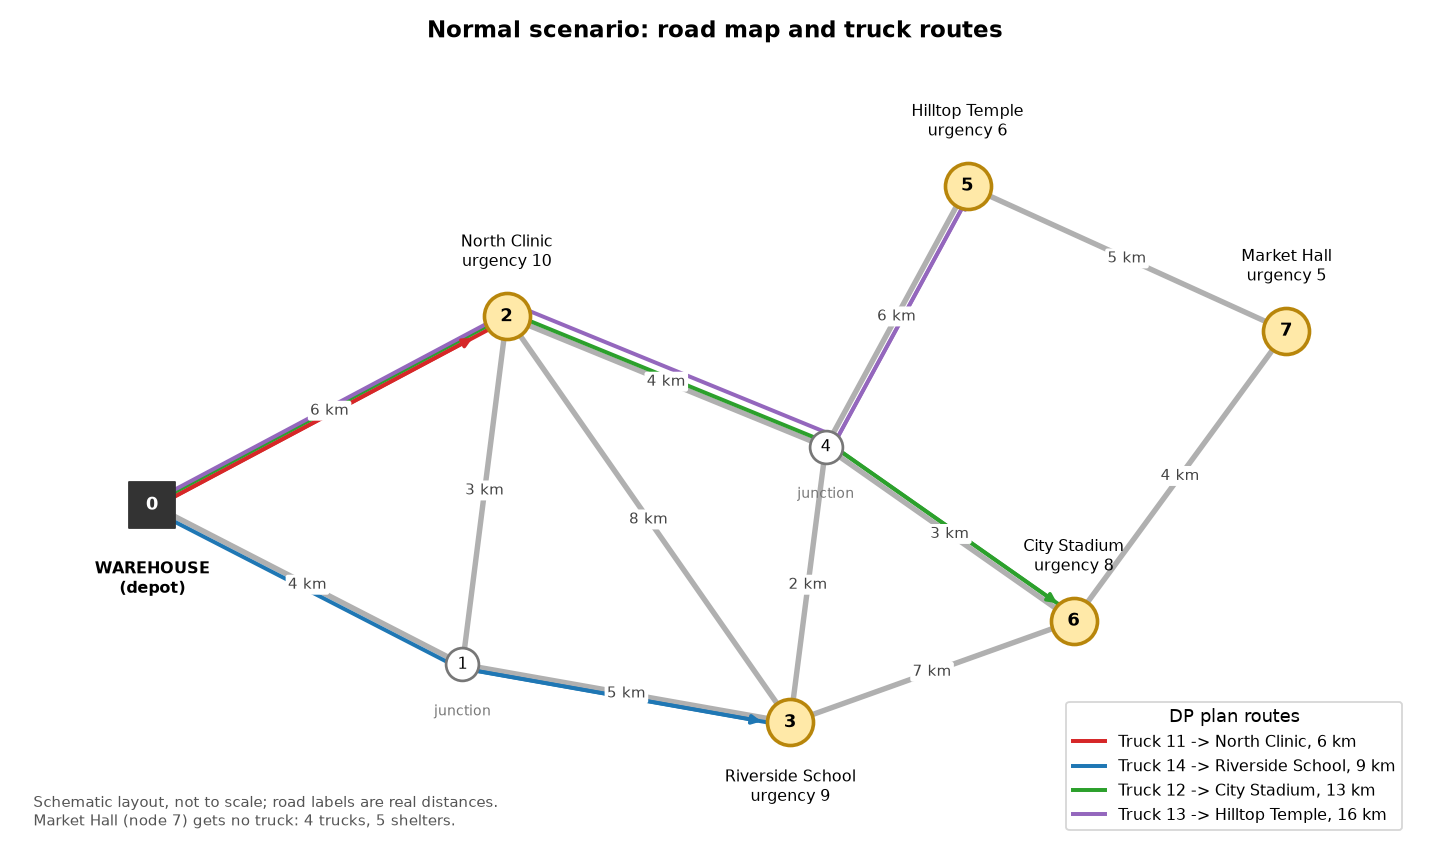 Normal scenario: road map and truck routes
Hilltop Temple
urgency 6
5
North Clinic
urgency 10
5 km
Market Hall
urgency 5
2
6 km
7
4 km
6 km
4
4 km
3 km
junction
0
8 km
3 km
City Stadium
urgency 8
WAREHOUSE
(depot)
4 km
2 km
6
1
7 km
5 km
junction
3
Riverside School
urgency 9
DP plan routes
Truck 11 -> North Clinic, 6 km
Truck 14 -> Riverside School, 9 km
Truck 12 -> City Stadium, 13 km
Truck 13 -> Hilltop Temple, 16 km
Schematic layout, not to scale; road labels are real distances.
Market Hall (node 7) gets no truck: 4 trucks, 5 shelters.